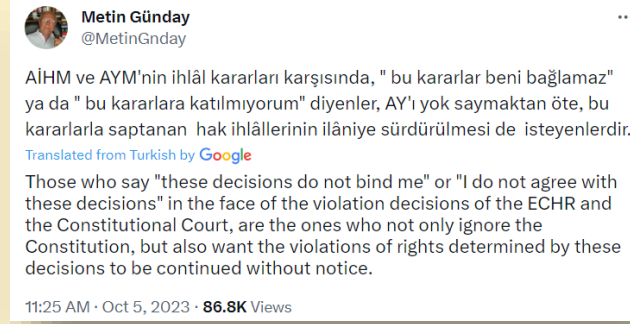 Metin Günday
@MetinGnday
AİHM ve AYM'nin ihlâl kararları karşısında, " bu kararlar beni bağlamaz"
ya da " bu kararlara katılmıyorum" diyenler, AY'ı yok saymaktan öte, bu
kararlarla saptanan hak ihlâllerinin ilâniye sürdürülmesi de isteyenlerdir.
Translated from Turkish by Google
Those who say "these decisions do not bind me" or "I do not agree with
these decisions" in the face of the violation decisions of the ECHR and
the Constitutional Court, are the ones who not only ignore the
Constitution, but also want the violations of rights determined by these
decisions to be continued without notice.
11:25 AM · Oct 5, 2023 · 86.8K Views